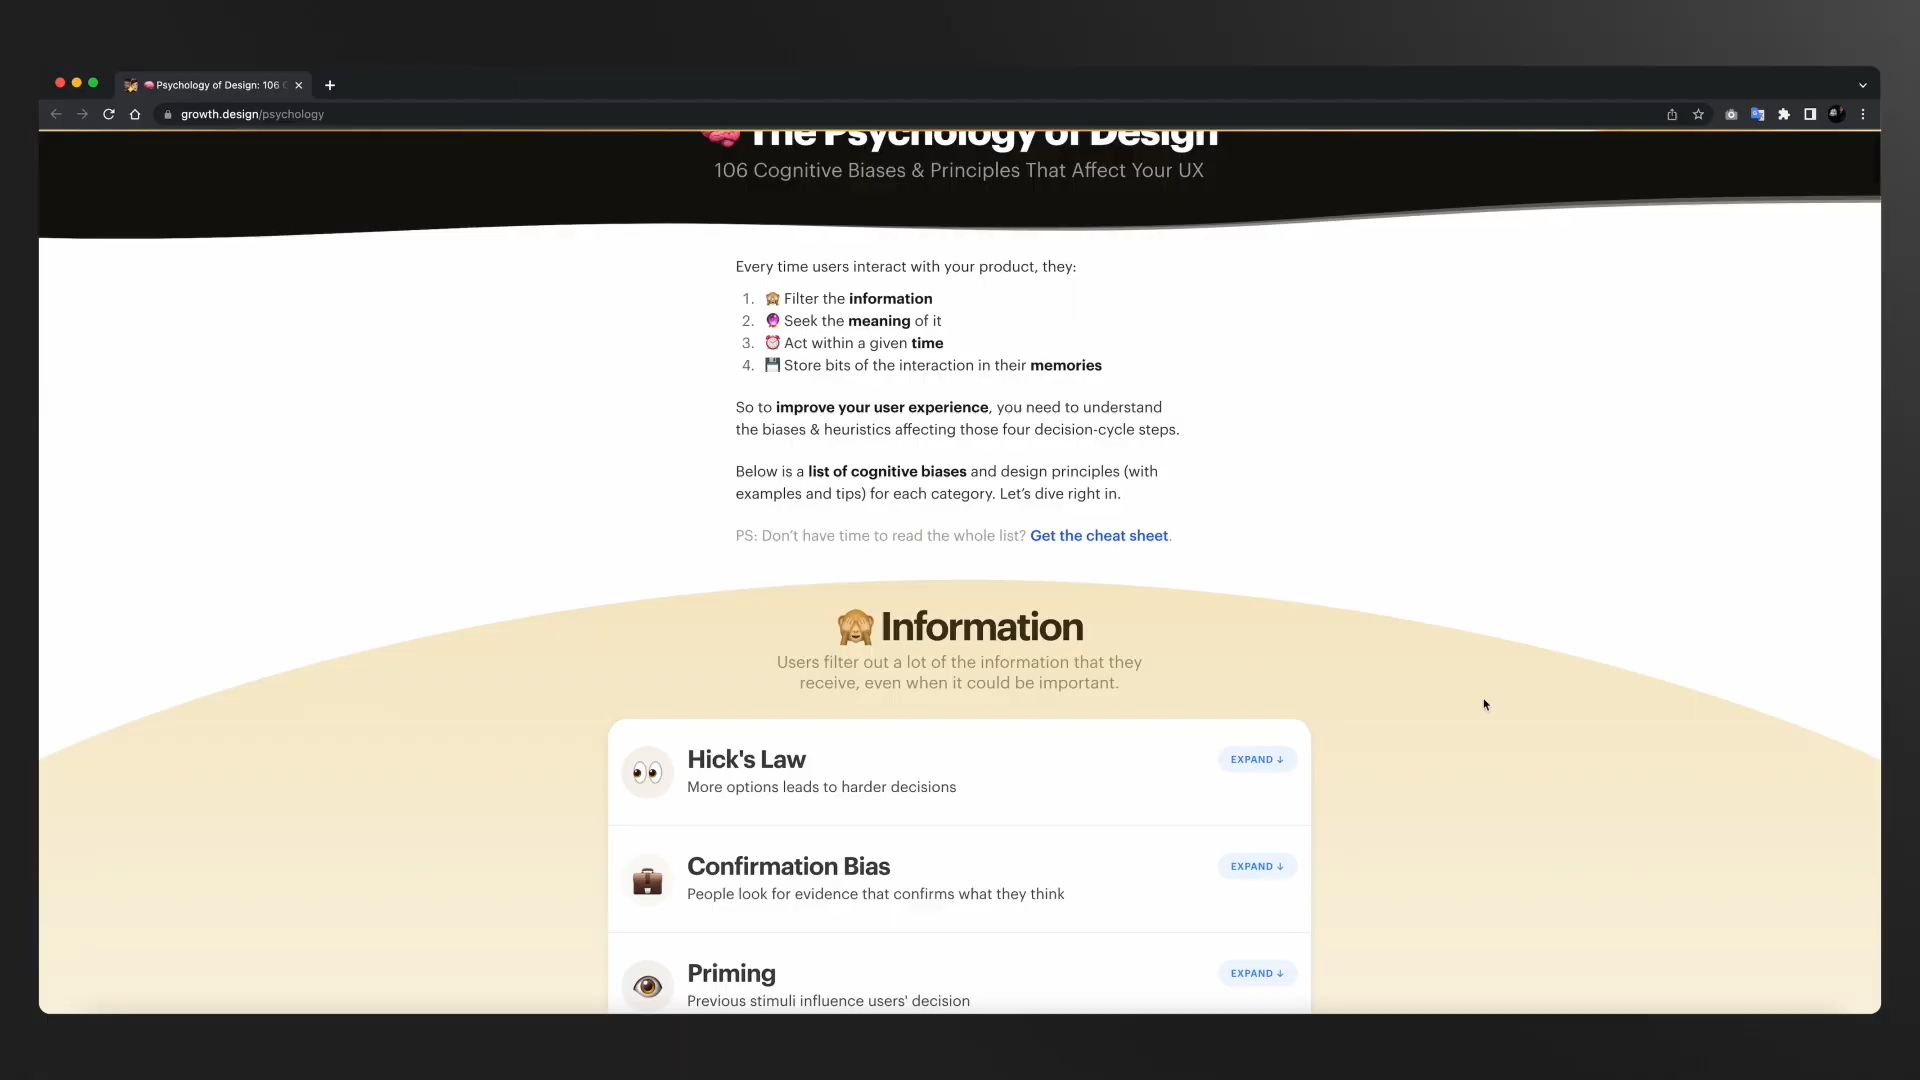 Psychology of Design: 106
growth.design/psychology
The Psychology of Design
106 Cognitive Biases & Principles That Affect Your UX
Every time users interact with your product, they:
1. Filter the information
2. Seek the meaning of it
3. Act within a given time
4. Store bits of the interaction in their memories
So to improve your user experience, you need to understand
the biases & heuristics affecting those four decision-cycle steps.
Below is a list of cognitive biases and design principles (with
examples and tips) for each category. Let’s dive right in.
PS: Don’t have time to read the whole list? Get the cheat sheet.
Information
Users filter out a lot of the information that they
receive, even when it could be important.
Hick's Law
EXPAND ↓
More options leads to harder decisions
Confirmation Bias
EXPAND ↓
People look for evidence that confirms what they think
Priming
EXPAND ↓
Previous stimuli influence users' decision